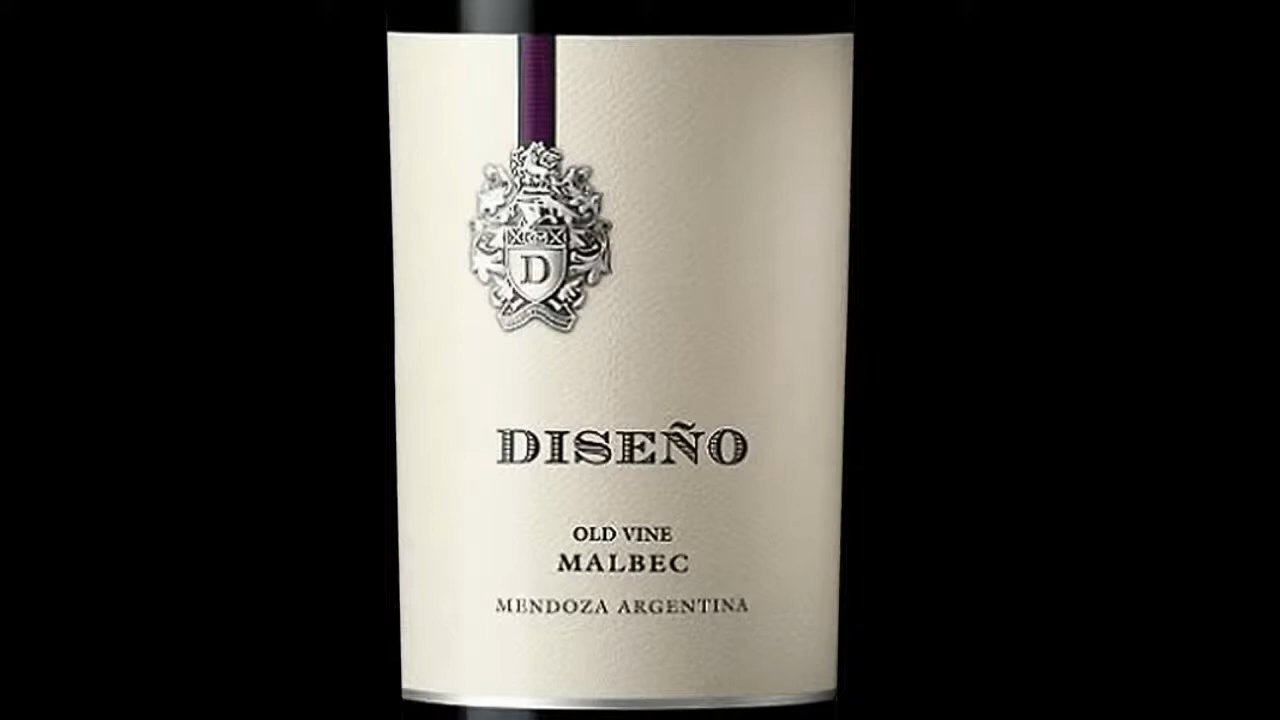 D
DISEÑO
OLD VINE
MALBEC
MENDOZA ARGENTINA